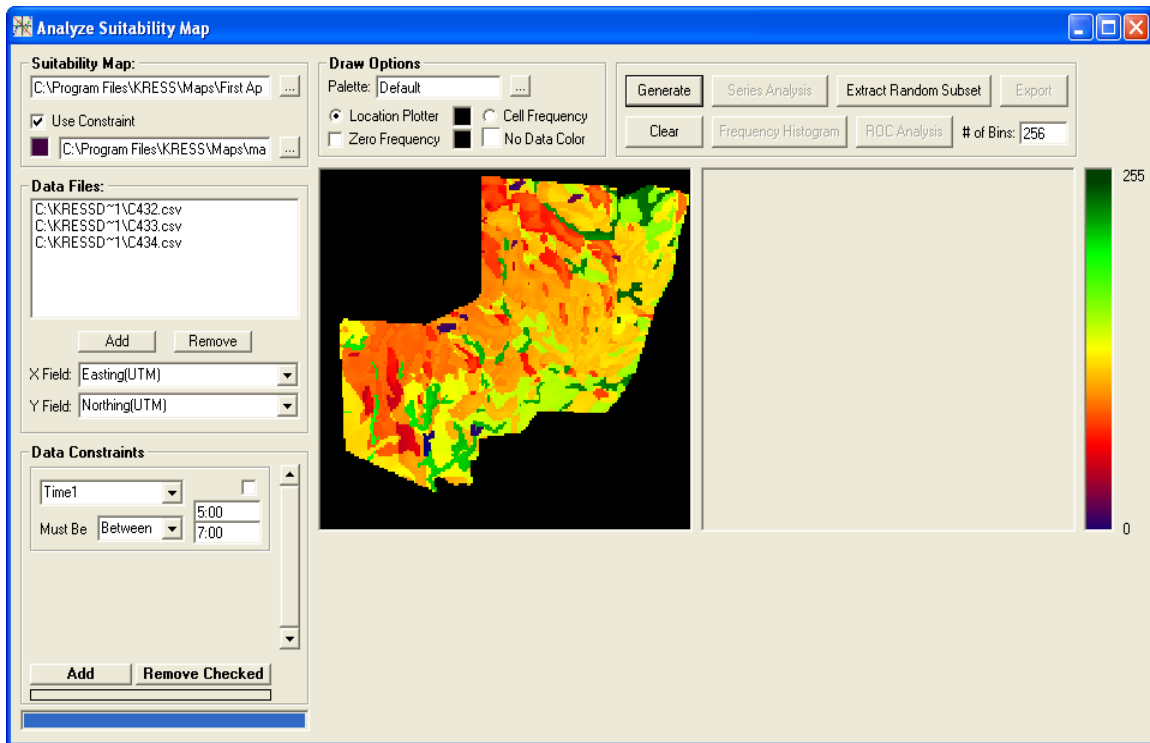 Analyze Suitability Map
Suitability Map:
C:\Program Files\KRESS\Maps\First Ap
...
Use Constraint
C:\Program Files\KRESS\Maps\ma
...
Draw Options
Palette: Default
...
Location Plotter
Cell Frequency
Zero Frequency
No Data Color
Generate
Series Analysis
Extract Random Subset
Export
Clear
Frequency Histogram
ROC Analysis
# of Bins: 256
Data Files:
C:\KRESSD~1\C432.csv
C:\KRESSD~1\C433.csv
C:\KRESSD~1\C434.csv
Add
Remove
X Field: Easting(UTM)
Y Field: Northing(UTM)
Data Constraints
Time1
5:00
Must Be Between 7:00
Add
Remove Checked
255
0